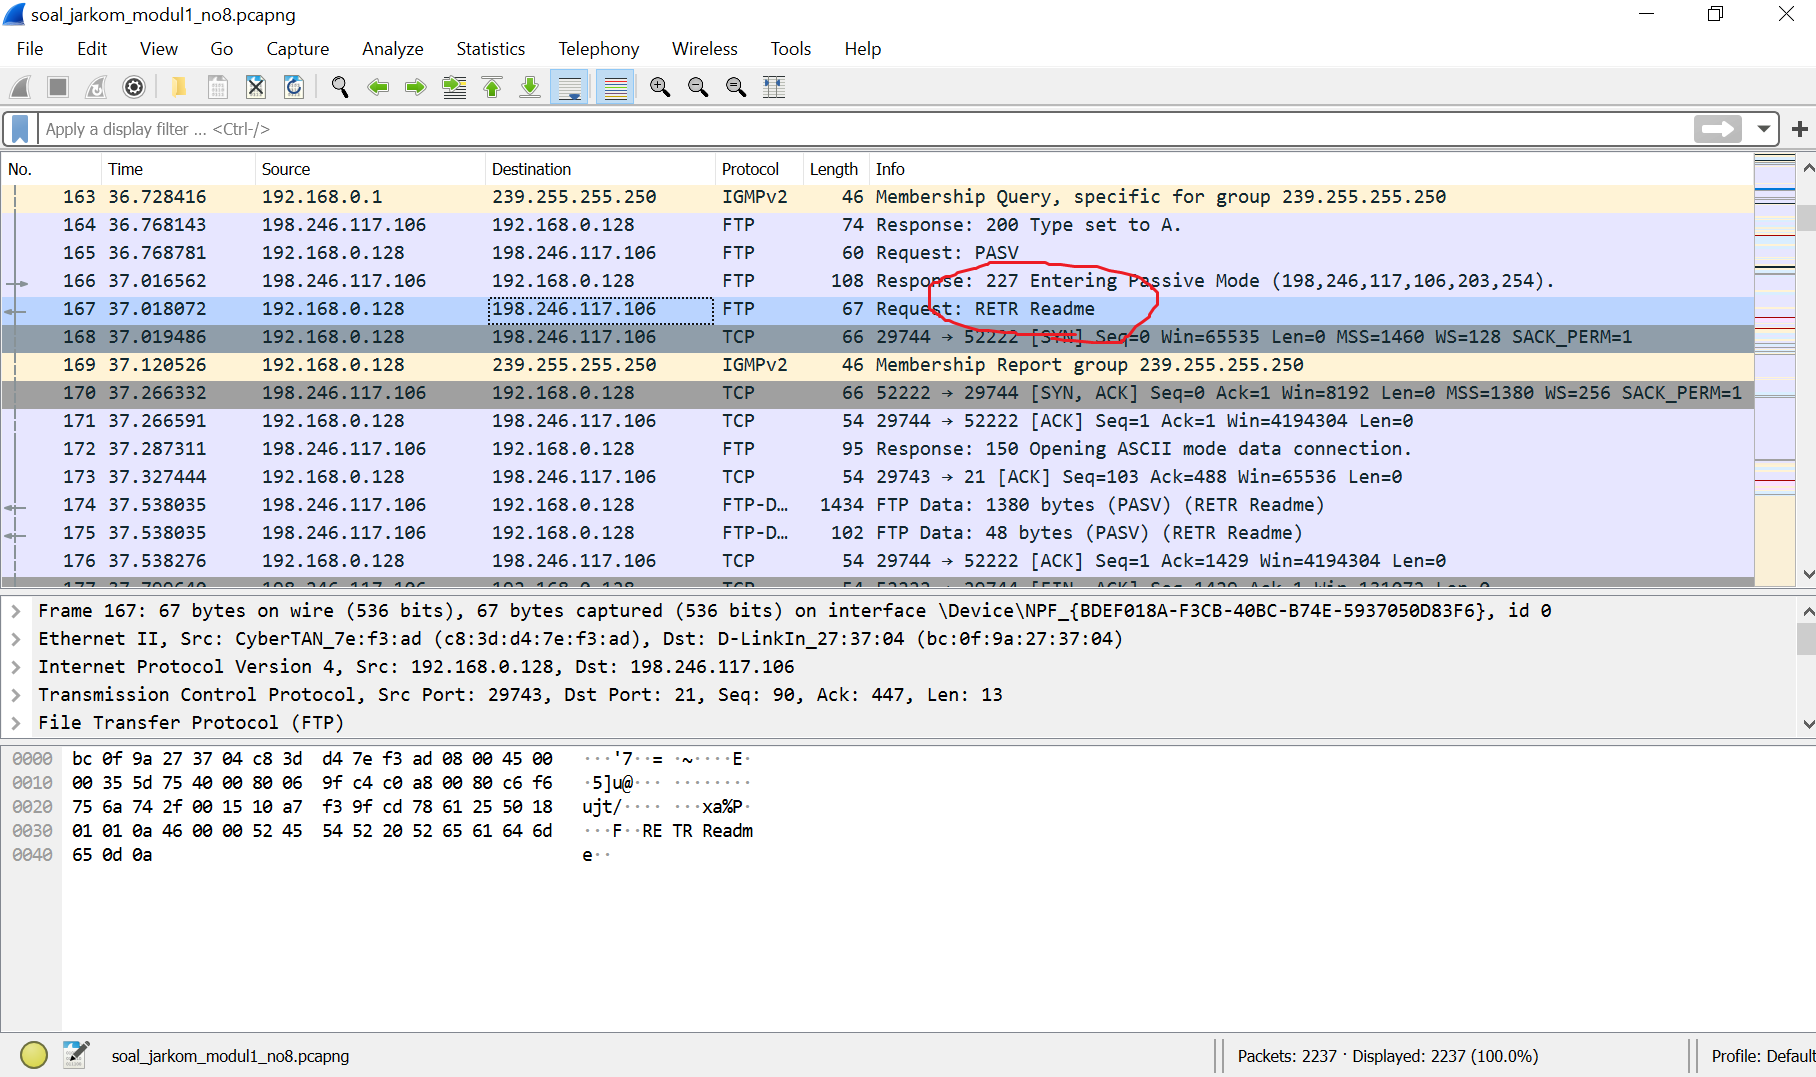 soal_jarkom_modul1_no8.pcapng
File Edit View Go Capture Analyze Statistics Telephony Wireless Tools Help
Apply a display filter ... <Ctrl-/>
No. Time Source Destination Protocol Length Info
163 36.728416 192.168.0.1 239.255.255.250 IGMPv2 46 Membership Query, specific for group 239.255.255.250
164 36.768143 198.246.117.106 192.168.0.128 FTP 74 Response: 200 Type set to A.
165 36.768781 192.168.0.128 198.246.117.106 FTP 60 Request: PASV
166 37.016562 198.246.117.106 192.168.0.128 FTP 108 Response: 227 Entering Passive Mode (198,246,117,106,203,254).
167 37.018072 192.168.0.128 198.246.117.106 FTP 67 Request: RETR Readme
168 37.019486 192.168.0.128 198.246.117.106 TCP 66 29744 → 52222 [SYN] Seq=0 Win=65535 Len=0 MSS=1460 WS=128 SACK_PERM=1
169 37.120526 192.168.0.128 239.255.255.250 IGMPv2 46 Membership Report group 239.255.255.250
170 37.266332 198.246.117.106 192.168.0.128 TCP 66 52222 → 29744 [SYN, ACK] Seq=0 Ack=1 Win=8192 Len=0 MSS=1380 WS=256 SACK_PERM=1
171 37.266591 192.168.0.128 198.246.117.106 TCP 54 29744 → 52222 [ACK] Seq=1 Ack=1 Win=4194304 Len=0
172 37.287311 198.246.117.106 192.168.0.128 FTP 95 Response: 150 Opening ASCII mode data connection.
173 37.327444 192.168.0.128 198.246.117.106 TCP 54 29743 → 21 [ACK] Seq=103 Ack=488 Win=65536 Len=0
174 37.538035 198.246.117.106 192.168.0.128 FTP-D… 1434 FTP Data: 1380 bytes (PASV) (RETR Readme)
175 37.538035 198.246.117.106 192.168.0.128 FTP-D… 102 FTP Data: 48 bytes (PASV) (RETR Readme)
176 37.538276 192.168.0.128 198.246.117.106 TCP 54 29744 → 52222 [ACK] Seq=1 Ack=1429 Win=4194304 Len=0
Frame 167: 67 bytes on wire (536 bits), 67 bytes captured (536 bits) on interface \Device\NPF_{BDEF018A-F3CB-40BC-B74E-5937050D83F6}, id 0
Ethernet II, Src: CyberTAN_7e:f3:ad (c8:3d:d4:7e:f3:ad), Dst: D-LinkIn_27:37:04 (bc:0f:9a:27:37:04)
Internet Protocol Version 4, Src: 192.168.0.128, Dst: 198.246.117.106
Transmission Control Protocol, Src Port: 29743, Dst Port: 21, Seq: 90, Ack: 447, Len: 13
File Transfer Protocol (FTP)
0000 bc 0f 9a 27 37 04 c8 3d d4 7e f3 ad 08 00 45 00 ···'7··= ·~····E·
0010 00 35 5d 75 40 00 80 06 9f c4 c0 a8 00 80 c6 f6 ·5]u@··· ········
0020 75 6a 74 2f 00 15 10 a7 f3 9f cd 78 61 25 50 18 ujt/···· ···xa%P·
0030 01 01 0a 46 00 00 52 45 54 52 20 52 65 61 64 6d ···F··RE TR Readm
0040 65 0d 0a e··
soal_jarkom_modul1_no8.pcapng Packets: 2237 · Displayed: 2237 (100.0%) Profile: Default